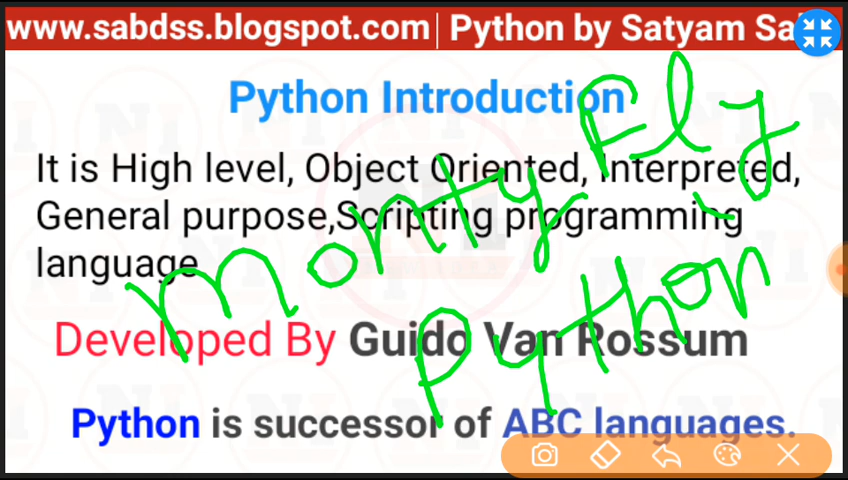 www.sabdss.blogspot.com| Python by Satyam
Python Introduction
It is High level, Object Oriented, Interpreted,
General purpose,Scripting programming
language
Developed By Guido Van Rossum
Python is successor of ABC languages.
Monty Fly
Python